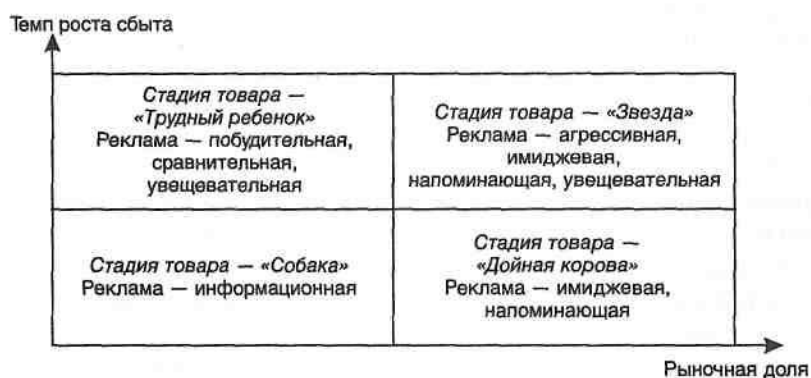 Темп роста сбыта
Стадия товара —
«Трудный ребенок»
Реклама — побудительная,
сравнительная,
увещевательная
Стадия товара — «Звезда»
Реклама — агрессивная,
имиджевая,
напоминающая, увещевательная
Стадия товара — «Собака»
Реклама — информационная
Стадия товара —
«Дойная корова»
Реклама — имиджевая,
напоминающая
Рыночная доля